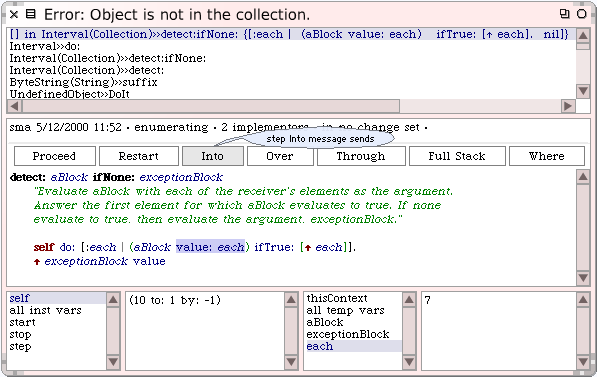 Error: Object is not in the collection.
[] in Interval(Collection)>>detect:ifNone: {[:each | (aBlock value: each) ifTrue: [↑ each]. nil]}
Interval>>do:
Interval(Collection)>>detect:ifNone:
Interval(Collection)>>detect:
ByteString(String)>>suffix
UndefinedObject>>DoIt
sma 5/12/2000 11:52 · enumerating · 2 implementors · in no change set ·
step Into message sends
Proceed Restart Into Over Through Full Stack Where
detect: aBlock ifNone: exceptionBlock
"Evaluate aBlock with each of the receiver's elements as the argument.
Answer the first element for which aBlock evaluates to true. If none
evaluate to true, then evaluate the argument, exceptionBlock."
self do: [:each | (aBlock value: each) ifTrue: [↑ each]].
↑ exceptionBlock value
self
all inst vars
start
stop
step
(10 to: 1 by: -1)
thisContext
all temp vars
aBlock
exceptionBlock
each
7